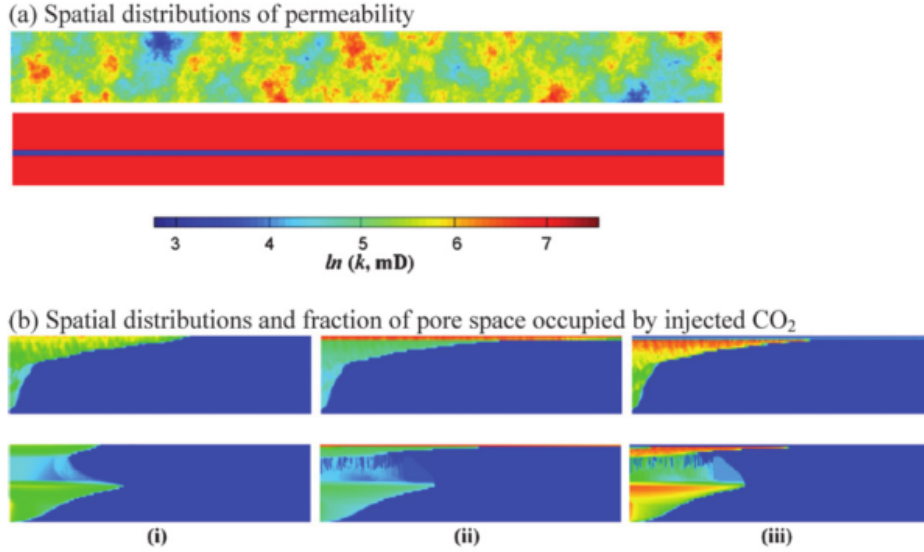 (a) Spatial distributions of permeability
3 4 5 6 7
ln (k, mD)
(b) Spatial distributions and fraction of pore space occupied by injected CO₂
(i) (ii) (iii)